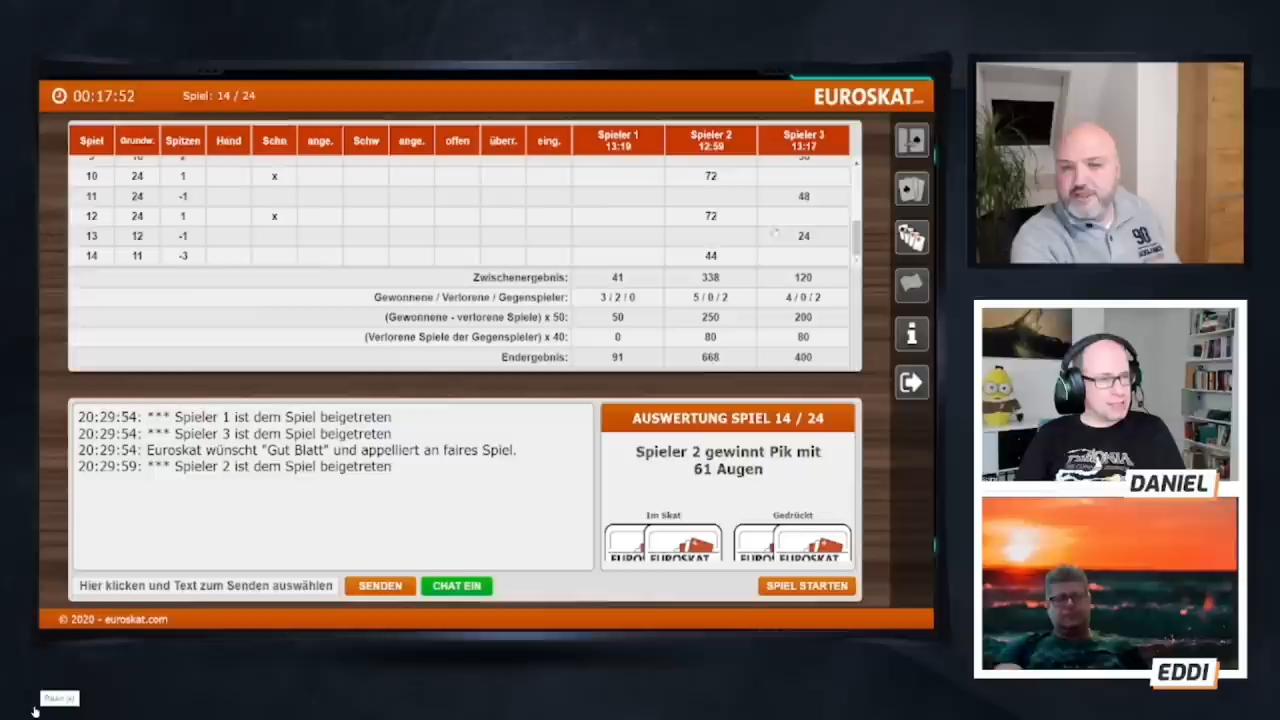 00:17:52 Spiel: 14 / 24 EUROSKAT.com
Spiel Grundw. Spitzen Hand Schn ange. Schw ange. offen überr. eing. Spieler 1 13:19 Spieler 2 12:59 Spieler 3 13:17
10 24 1 x 72
11 24 -1 48
12 24 1 x 72
13 12 -1 24
14 11 -3 44
Zwischenergebnis: 41 338 120
Gewonnene / Verlorene / Gegenspieler: 3 / 2 / 0 5 / 0 / 2 4 / 0 / 2
(Gewonnene - verlorene Spiele) x 50: 50 250 200
(Verlorene Spiele der Gegenspieler) x 40: 0 80 80
Endergebnis: 91 668 400
20:29:54: *** Spieler 1 ist dem Spiel beigetreten
20:29:54: *** Spieler 3 ist dem Spiel beigetreten
20:29:54: Euroskat wünscht "Gut Blatt" und appelliert an faires Spiel.
20:29:59: *** Spieler 2 ist dem Spiel beigetreten
AUSWERTUNG SPIEL 14 / 24
Spieler 2 gewinnt Pik mit
61 Augen
Im Skat Gedrückt
EURO EUROSKAT EURO EUROSKAT
Hier klicken und Text zum Senden auswählen SENDEN CHAT EIN SPIEL STARTEN
© 2020 - euroskat.com
90
DANIEL
EDDI